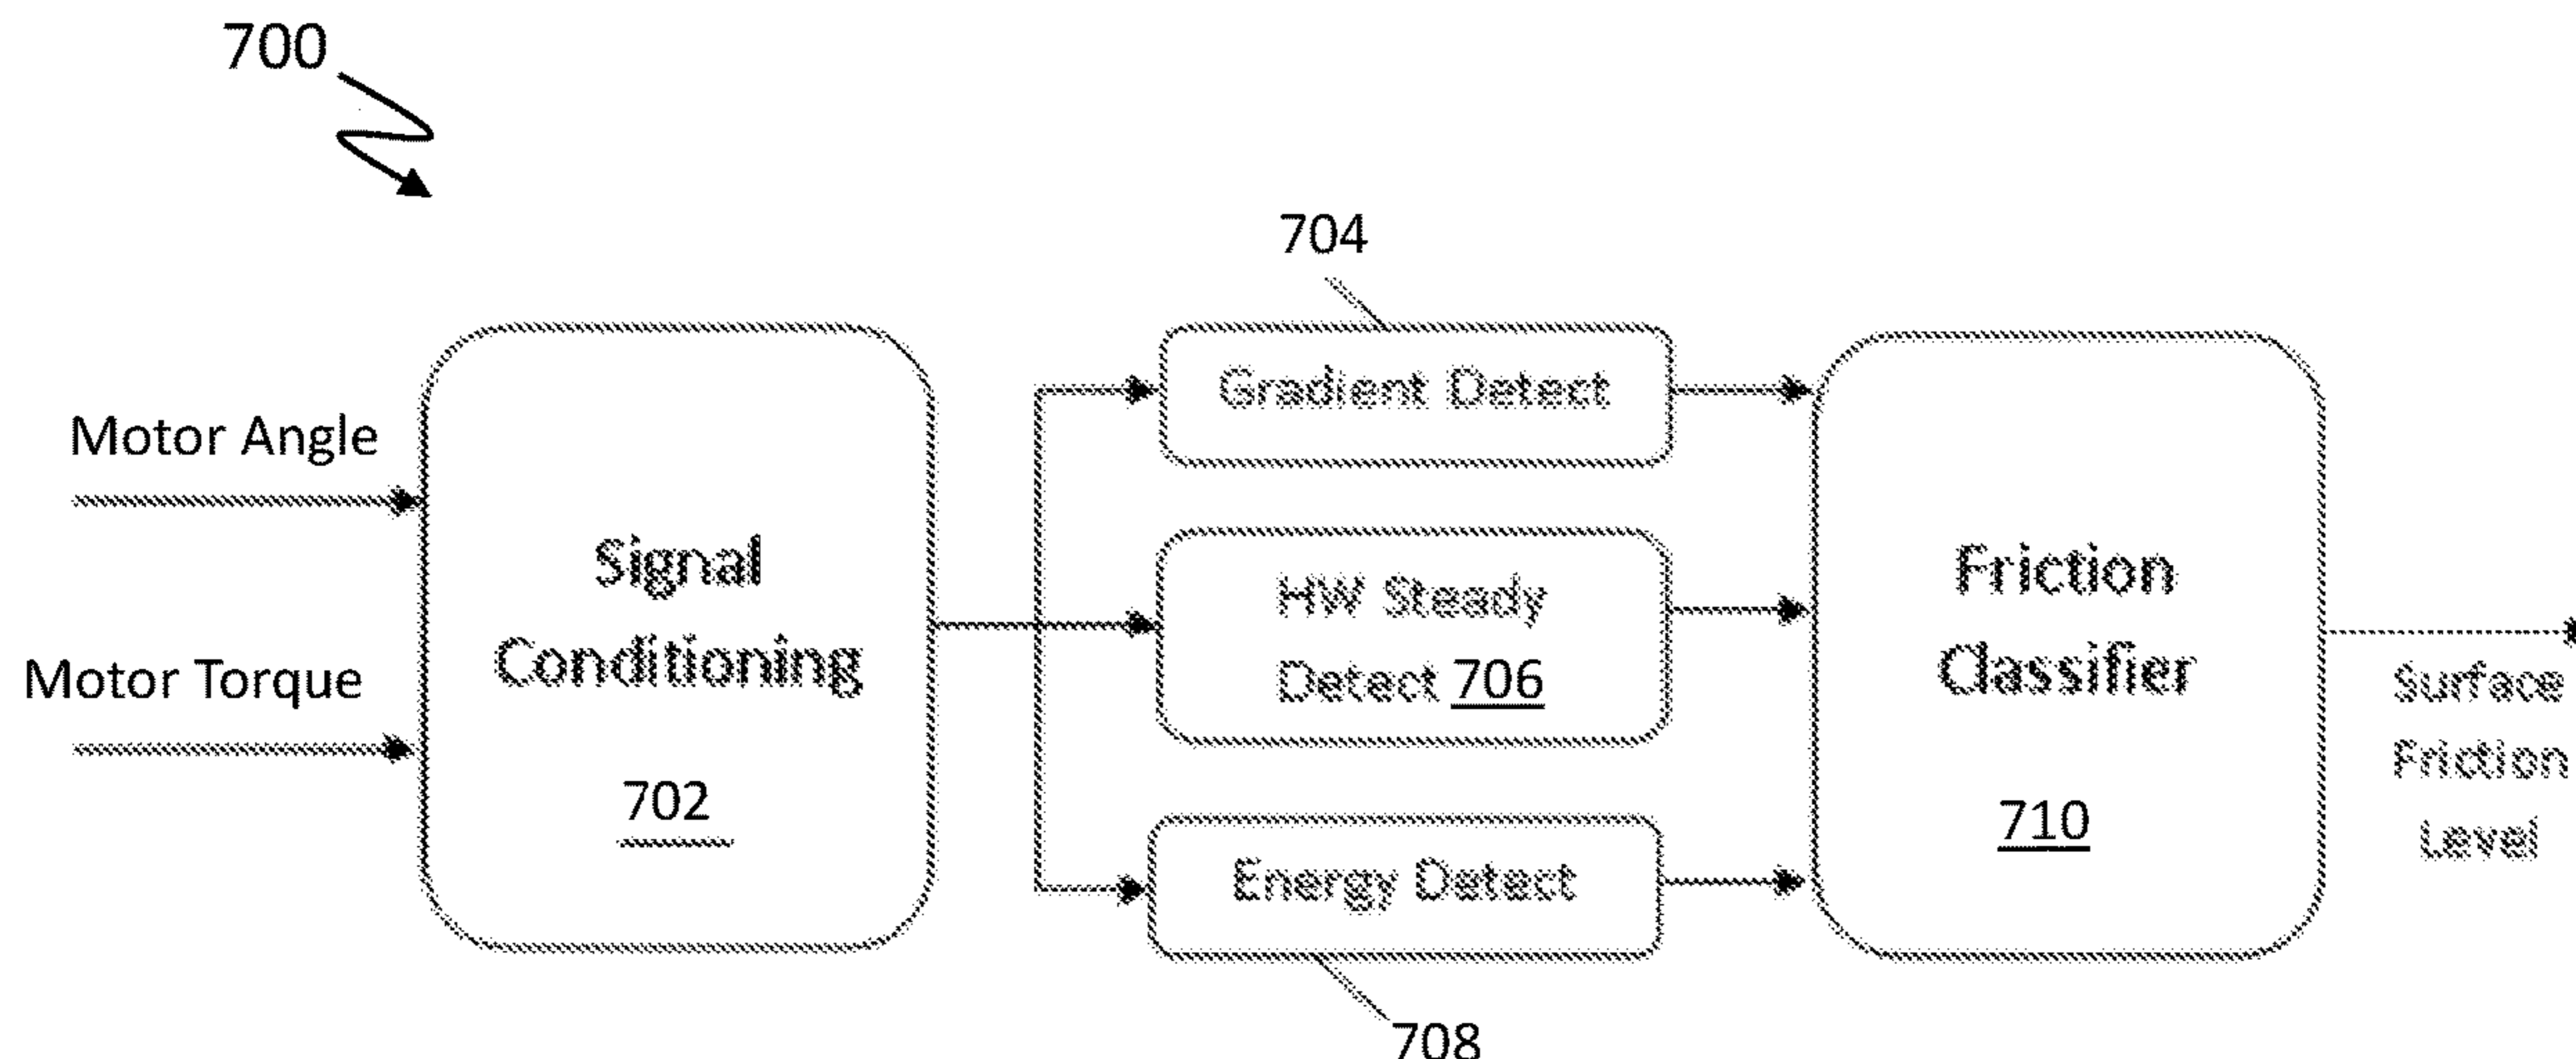 700
704
Motor Angle
Motor Torque
Signal
Conditioning
702
Gradient Detect
HW Steady
Detect 706
Energy Detect
708
Friction
Classifier
710
Surface
Friction
Level